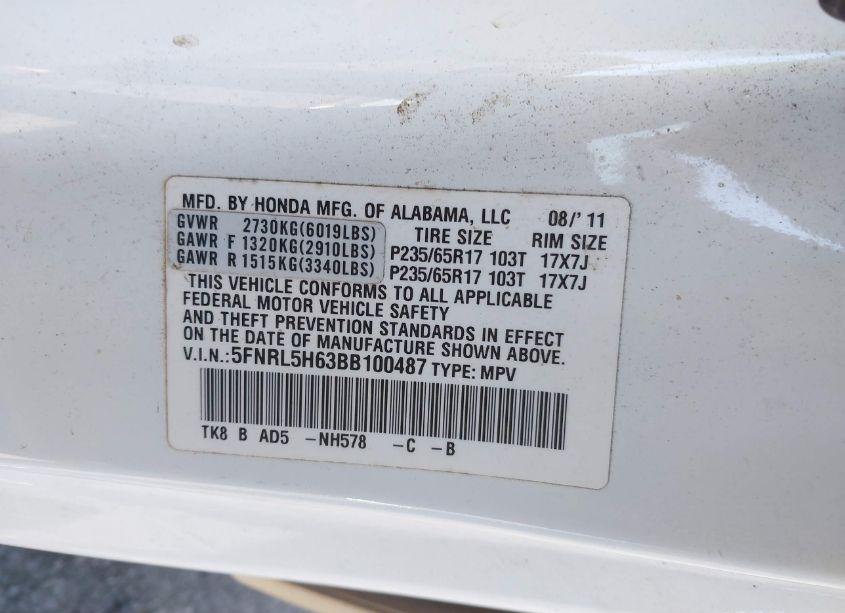 MFD. BY HONDA MFG. OF ALABAMA, LLC 08/' 11
GVWR 2730KG(6019LBS) TIRE SIZE RIM SIZE
GAWR F 1320KG(2910LBS) P235/65R17 103T 17X7J
GAWR R 1515KG(3340LBS) P235/65R17 103T 17X7J
THIS VEHICLE CONFORMS TO ALL APPLICABLE
FEDERAL MOTOR VEHICLE SAFETY
AND THEFT PREVENTION STANDARDS IN EFFECT
ON THE DATE OF MANUFACTURE SHOWN ABOVE.
V.I.N.:5FNRL5H63BB100487 TYPE: MPV
TK8 B AD5 -NH578 -C -B